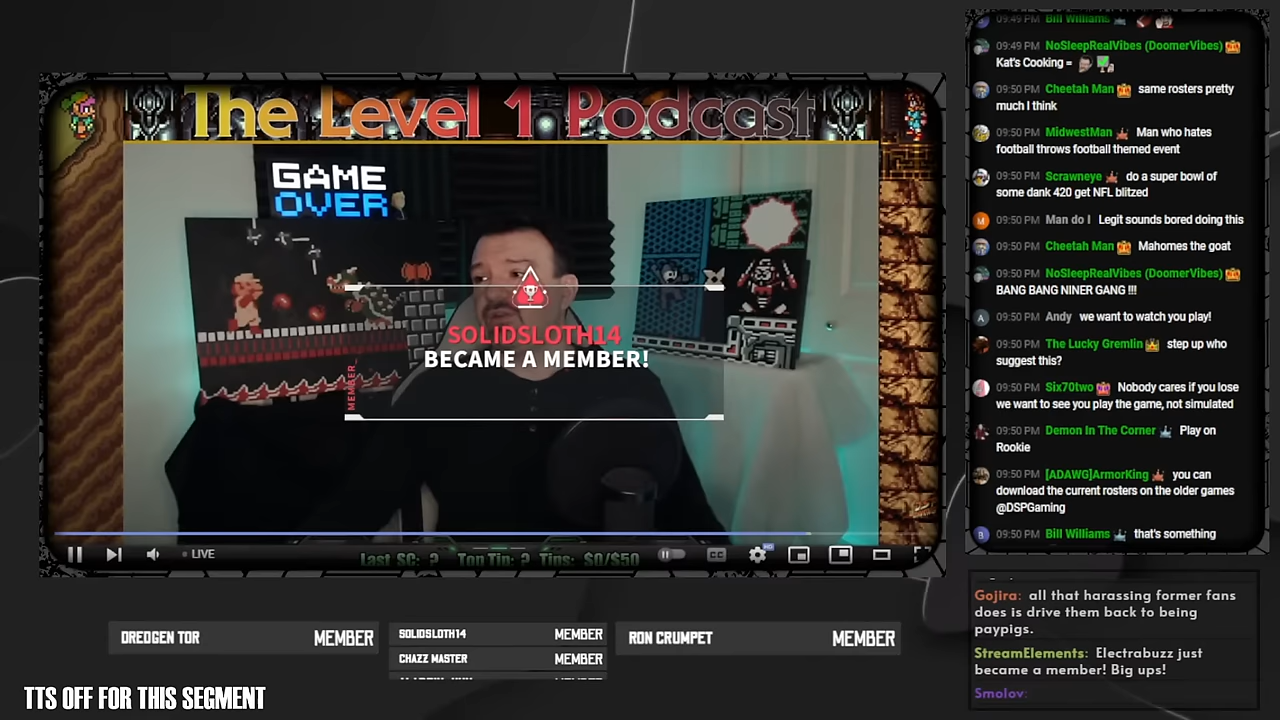 The Level 1 Podcast
GAME
OVER
SOLIDSLOTH14
BECAME A MEMBER!
MEMBER
LIVE
Last SC: ? Top Tip: ? Tips: $0/$50
CC
HD
DREDGEN TOR MEMBER
SOLIDSLOTH14 MEMBER
CHAZZ MASTER MEMBER
RON CRUMPET MEMBER
TTS OFF FOR THIS SEGMENT
09:49 PM Bill Williams
09:49 PM NoSleepRealVibes (DoomerVibes)
Kat's Cooking =
09:50 PM Cheetah Man same rosters pretty
much I think
09:50 PM MidwestMan Man who hates
football throws football themed event
09:50 PM Scrawneye do a super bowl of
some dank 420 get NFL blitzed
09:50 PM Man do I Legit sounds bored doing this
09:50 PM Cheetah Man Mahomes the goat
09:50 PM NoSleepRealVibes (DoomerVibes)
BANG BANG NINER GANG !!!
09:50 PM Andy we want to watch you play!
09:50 PM The Lucky Gremlin step up who
suggest this?
09:50 PM Six70two Nobody cares if you lose
we want to see you play the game, not simulated
09:50 PM Demon In The Corner Play on
Rookie
09:50 PM [ADAWG]ArmorKing you can
download the current rosters on the older games
@DSPGaming
09:50 PM Bill Williams that's something
Gojira: all that harassing former fans
does is drive them back to being
paypigs.
StreamElements: Electrabuzz just
became a member! Big ups!
Smolov: